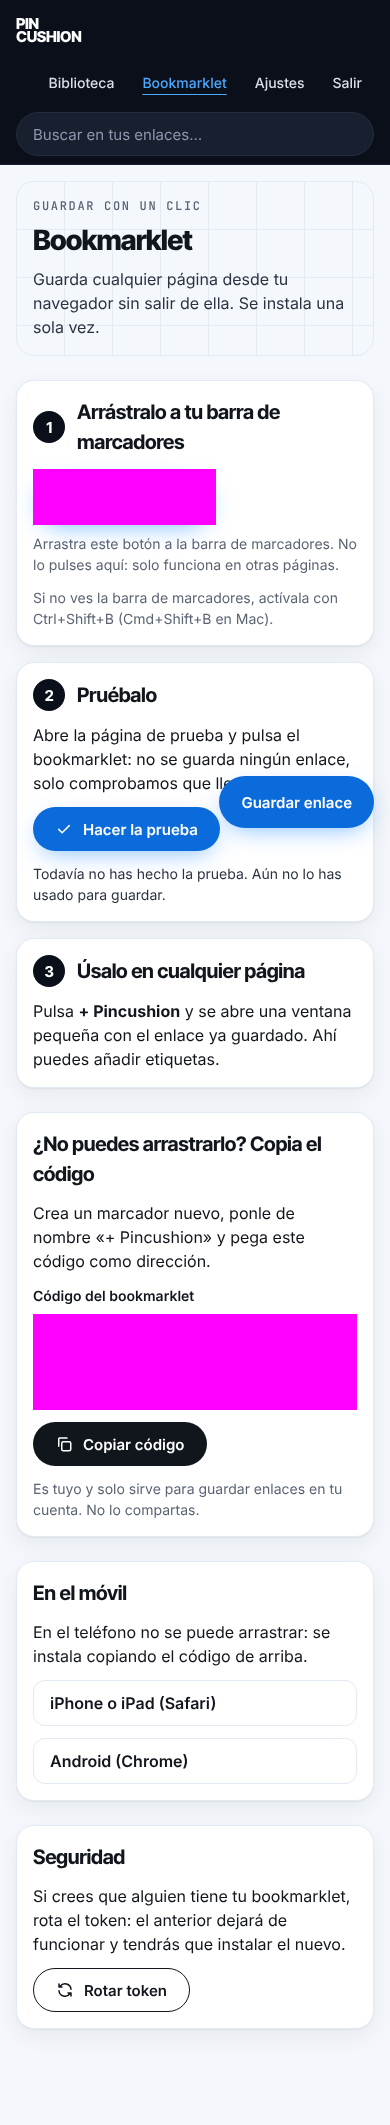 PIN
CUSHION
Biblioteca Bookmarklet Ajustes Salir
Buscar en tus enlaces...
GUARDAR CON UN CLIC
Bookmarklet
Guarda cualquier página desde tu
navegador sin salir de ella. Se instala una
sola vez.
1 Arrástralo a tu barra de
marcadores
Arrastra este botón a la barra de marcadores. No
lo pulses aquí: solo funciona en otras páginas.
Si no ves la barra de marcadores, actívala con
Ctrl+Shift+B (Cmd+Shift+B en Mac).
2 Pruébalo
Abre la página de prueba y pulsa el
bookmarklet: no se guarda ningún enlace,
solo comprobamos que
Guardar enlace
Hacer la prueba
Todavía no has hecho la prueba. Aún no lo has
usado para guardar.
3 Úsalo en cualquier página
Pulsa + Pincushion y se abre una ventana
pequeña con el enlace ya guardado. Ahí
puedes añadir etiquetas.
¿No puedes arrastrarlo? Copia el
código
Crea un marcador nuevo, ponle de
nombre «+ Pincushion» y pega este
código como dirección.
Código del bookmarklet
Copiar código
Es tuyo y solo sirve para guardar enlaces en tu
cuenta. No lo compartas.
En el móvil
En el teléfono no se puede arrastrar: se
instala copiando el código de arriba.
iPhone o iPad (Safari)
Android (Chrome)
Seguridad
Si crees que alguien tiene tu bookmarklet,
rota el token: el anterior dejará de
funcionar y tendrás que instalar el nuevo.
Rotar token